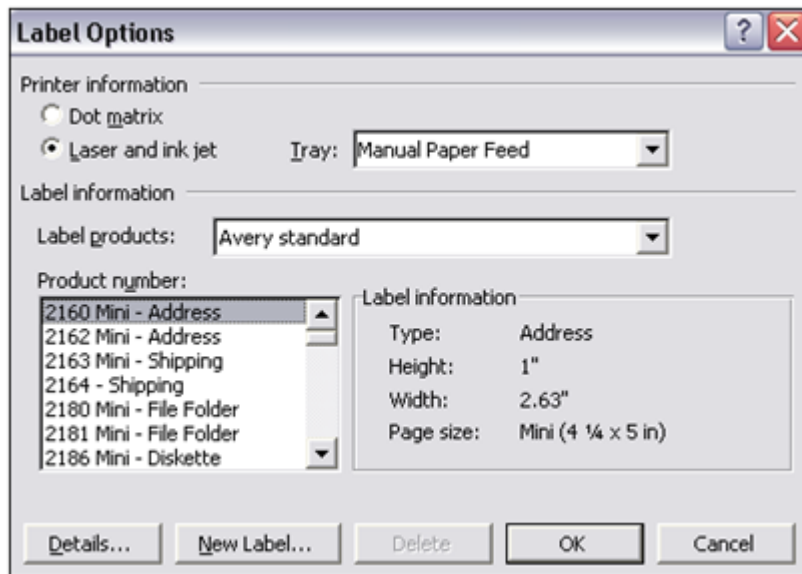 Label Options
Printer information
Dot matrix
Laser and ink jet Tray: Manual Paper Feed
Label information
Label products: Avery standard
Product number:
2160 Mini - Address
2162 Mini - Address
2163 Mini - Shipping
2164 - Shipping
2180 Mini - File Folder
2181 Mini - File Folder
2186 Mini - Diskette
Label information
Type: Address
Height: 1"
Width: 2.63"
Page size: Mini (4 ¼ x 5 in)
Details... New Label... Delete OK Cancel